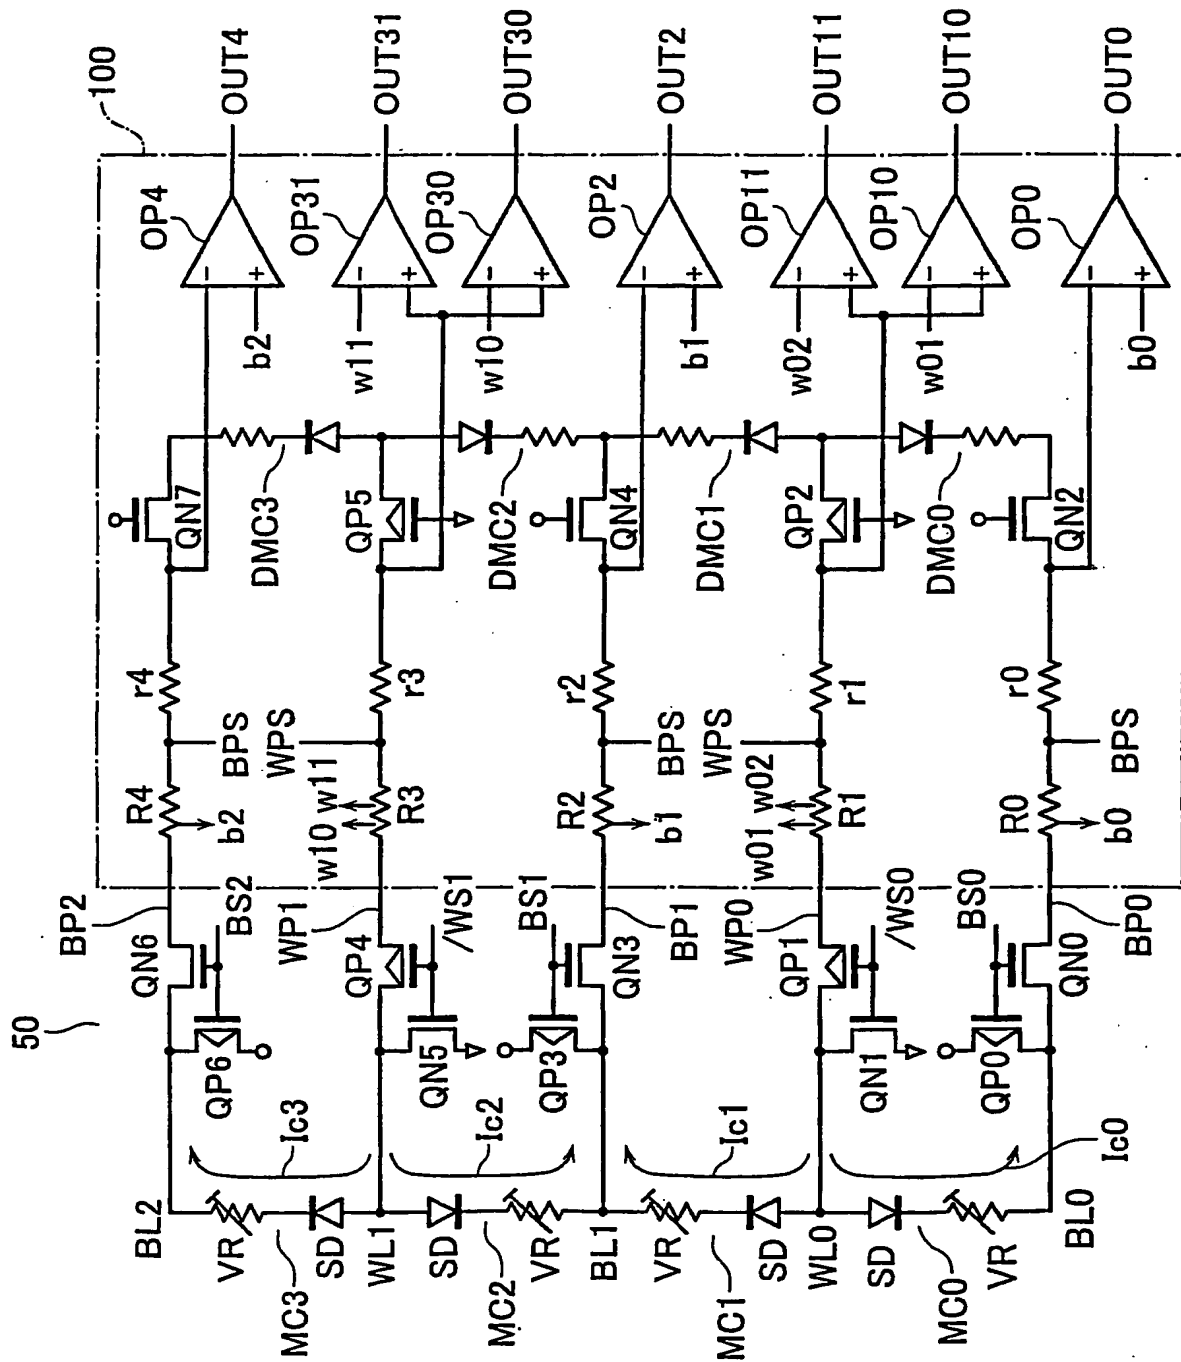 50
100
BP2
QN6
BS2
R4
b2
r4
QN7
BPS
OP4
-
+
b2
OUT4
BL2
QP6
VR
Ic3
MC3
SD
DMC3
WP1
QP4
/WS1
w10
w11
R3
WPS
r3
QP5
w11
OP31
-
+
OUT31
WL1
QN5
w10
OP30
-
+
OUT30
SD
MC2
VR
Ic2
QP3
BS1
QN3
DMC2
BL1
BP1
R2
b1
BPS
r2
QN4
OP2
-
+
b1
OUT2
VR
MC1
SD
Ic1
DMC1
WP0
QP1
/WS0
w01
w02
R1
WPS
r1
QP2
w02
OP11
-
+
OUT11
WL0
QN1
w01
OP10
-
+
OUT10
SD
MC0
VR
QP0
BS0
QN0
DMC0
BL0
Ic0
BP0
R0
b0
BPS
r0
QN2
OP0
-
+
b0
OUT0